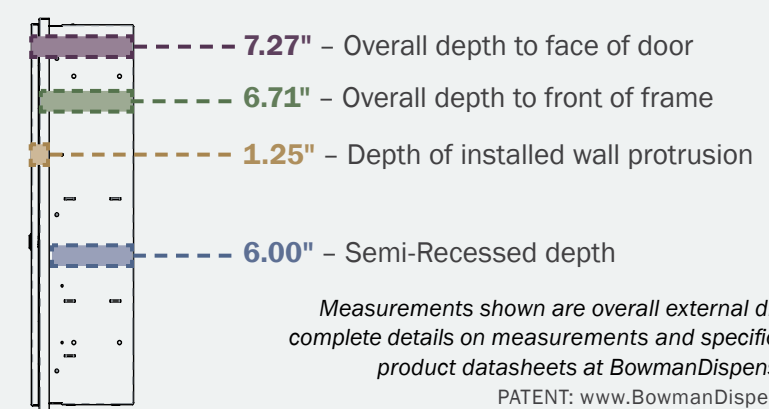 7.27" – Overall depth to face of door
6.71" – Overall depth to front of frame
1.25" – Depth of installed wall protrusion
6.00" – Semi-Recessed depth
Measurements shown are overall external
complete details on measurements and
product datasheets at
PATENT: